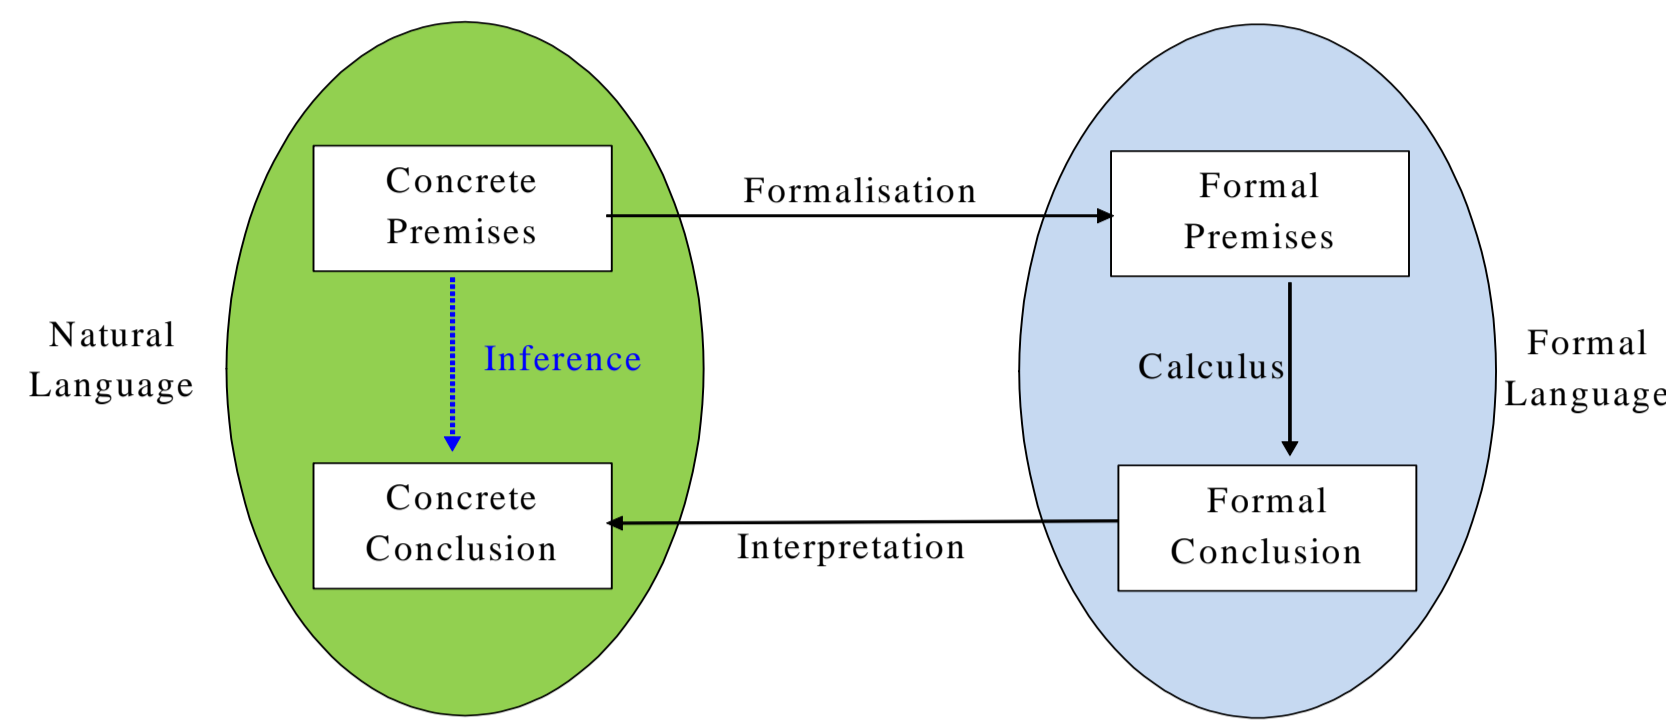 Concrete
Premises
Formalisation
Formal
Premises
Natural
Language
Inference
Calculus
Formal
Language
Concrete
Conclusion
Interpretation
Formal
Conclusion